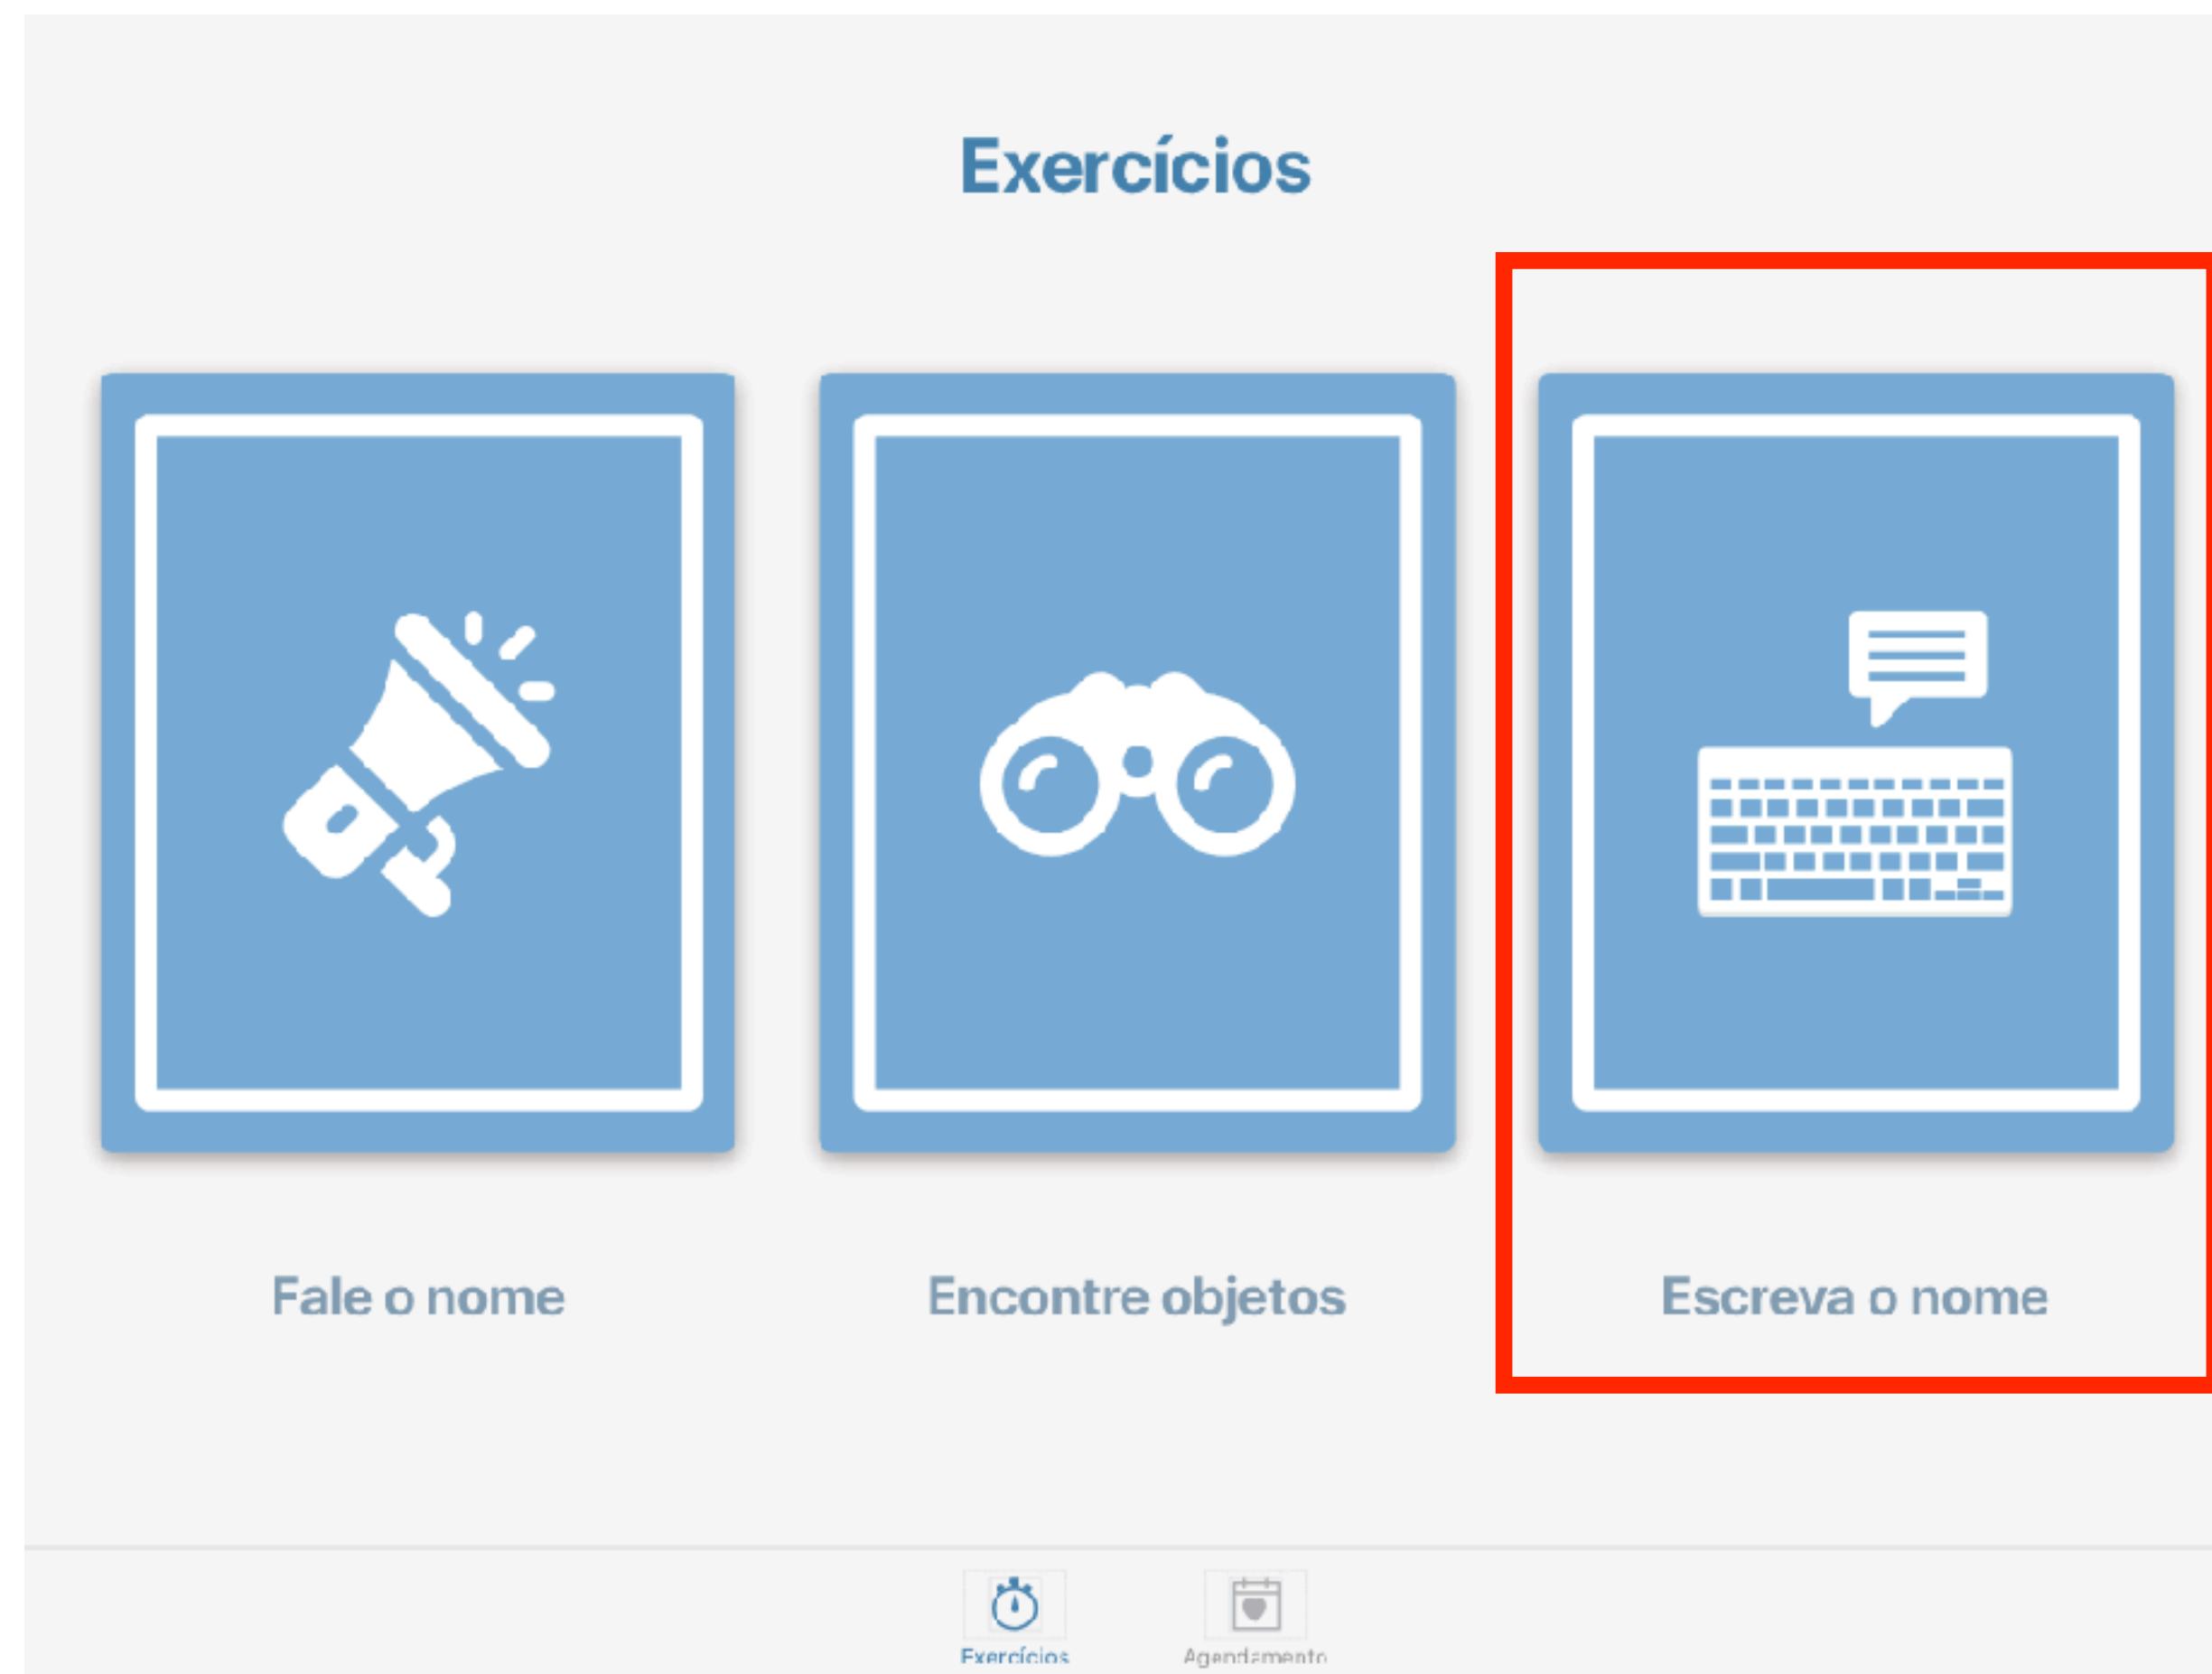 Exercícios
Fale o nome
Encontre objetos
Escreva o nome
Exercícios
Agendamento